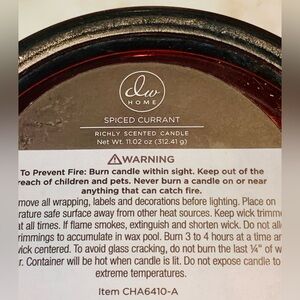 dw
HOME
SPICED CURRANT
RICHLY SCENTED CANDLE
Net Wt. 11.02 oz (312.41 g)
⚠WARNING
To Prevent Fire: Burn candle within sight. Keep out of the
reach of children and pets. Never burn a candle on or near
anything that can catch fire.
move all wrapping, labels and decorations before lighting. Place on
rature safe surface away from other heat sources. Keep wick trimm
at all times. If flame smokes, extinguish and shorten wick. Do not all
rimmings to accumulate in wax pool. Burn 3 to 4 hours at a time ar
wick centered. To avoid glass cracking, do not burn the last ¼" of w
r. Container will be hot when candle is lit. Do not expose candle to
extreme temperatures.
Item CHA6410-A